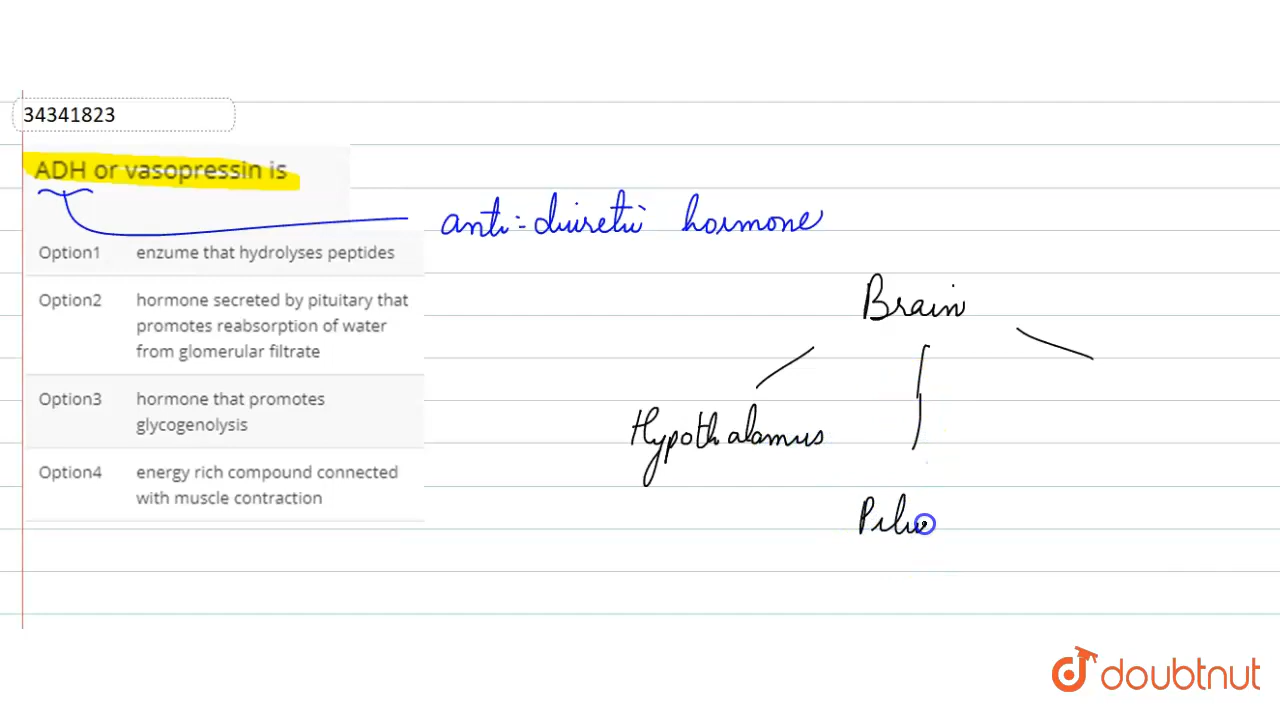 34341823
ADH or vasopressin is
anti-diuretic hormone
Option1 enzume that hydrolyses peptides
Option2 hormone secreted by pituitary that
promotes reabsorption of water
from glomerular filtrate
Option3 hormone that promotes
glycogenolysis
Option4 energy rich compound connected
with muscle contraction
Brain
Hypothalamus
doubtnut